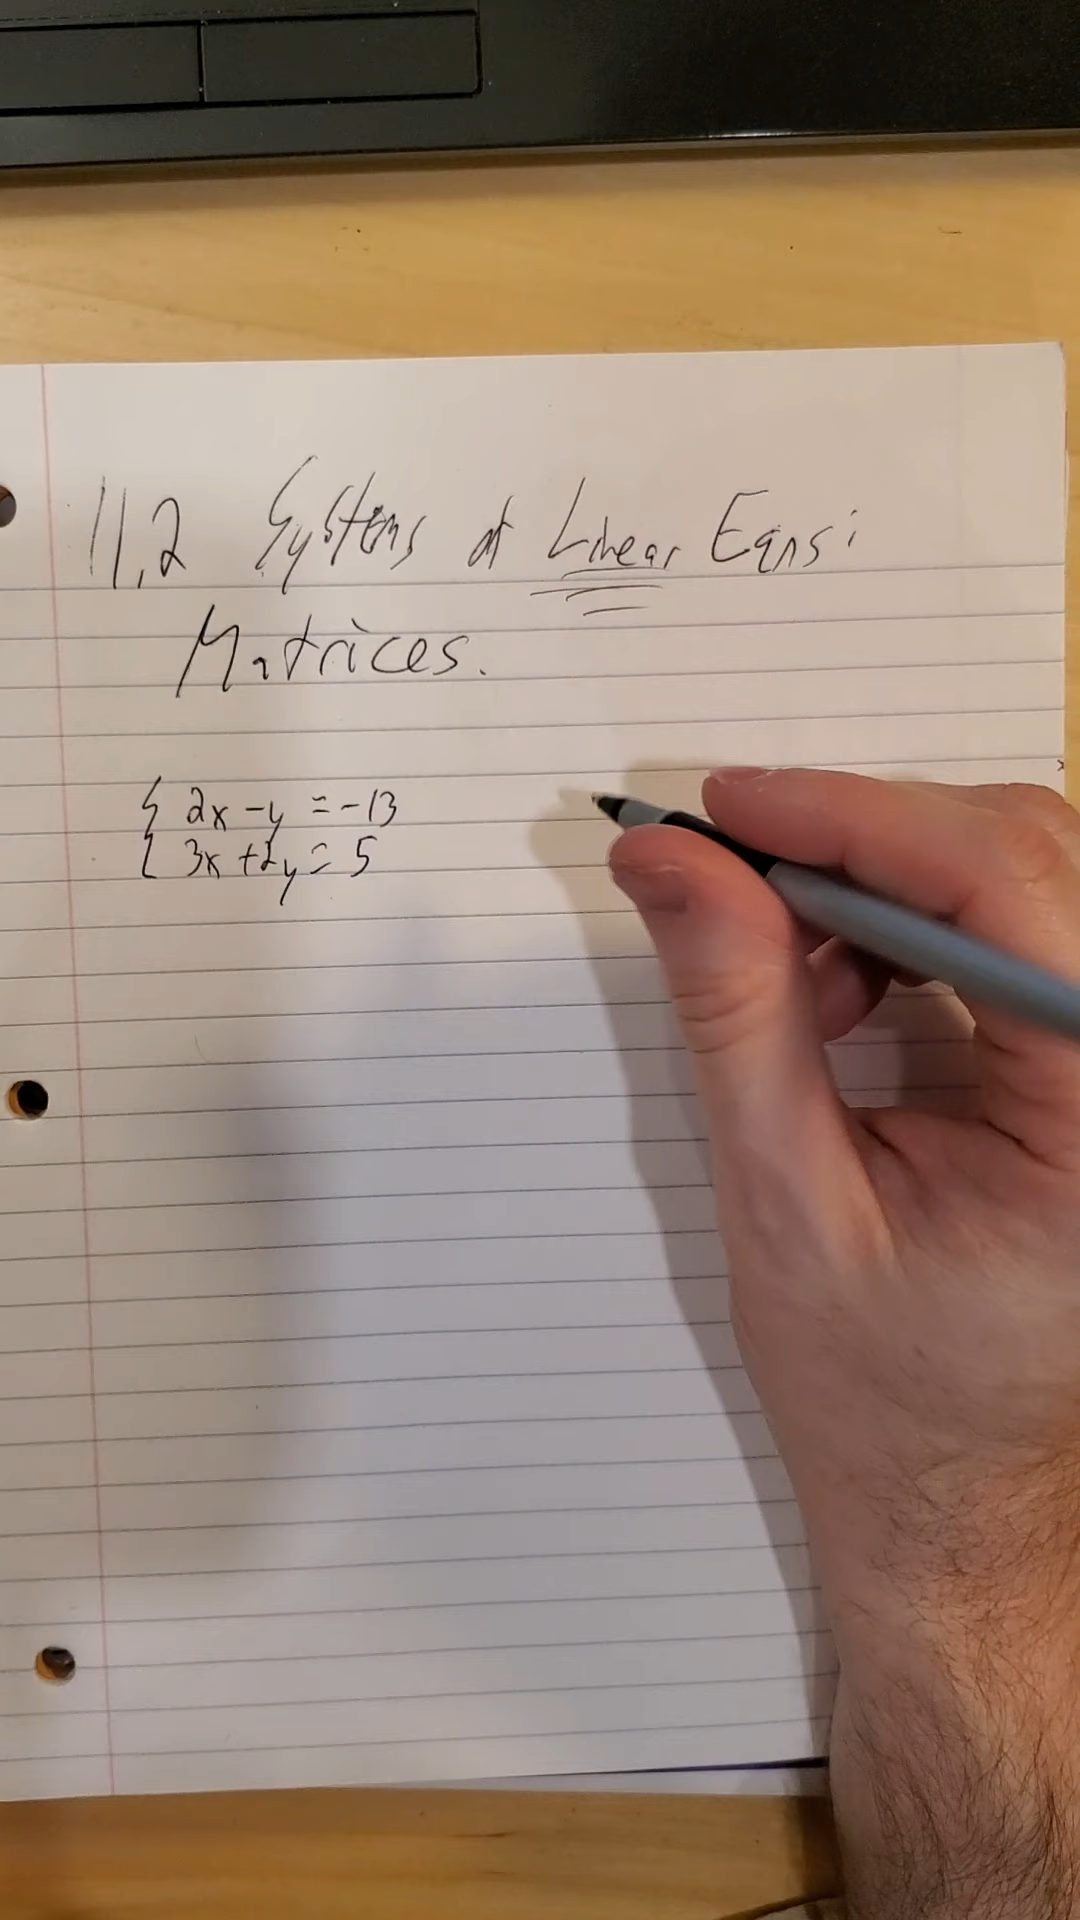 11.2 Systems of Linear Eqns:
Matrices.
2x - y = -13
3x + 2y = 5